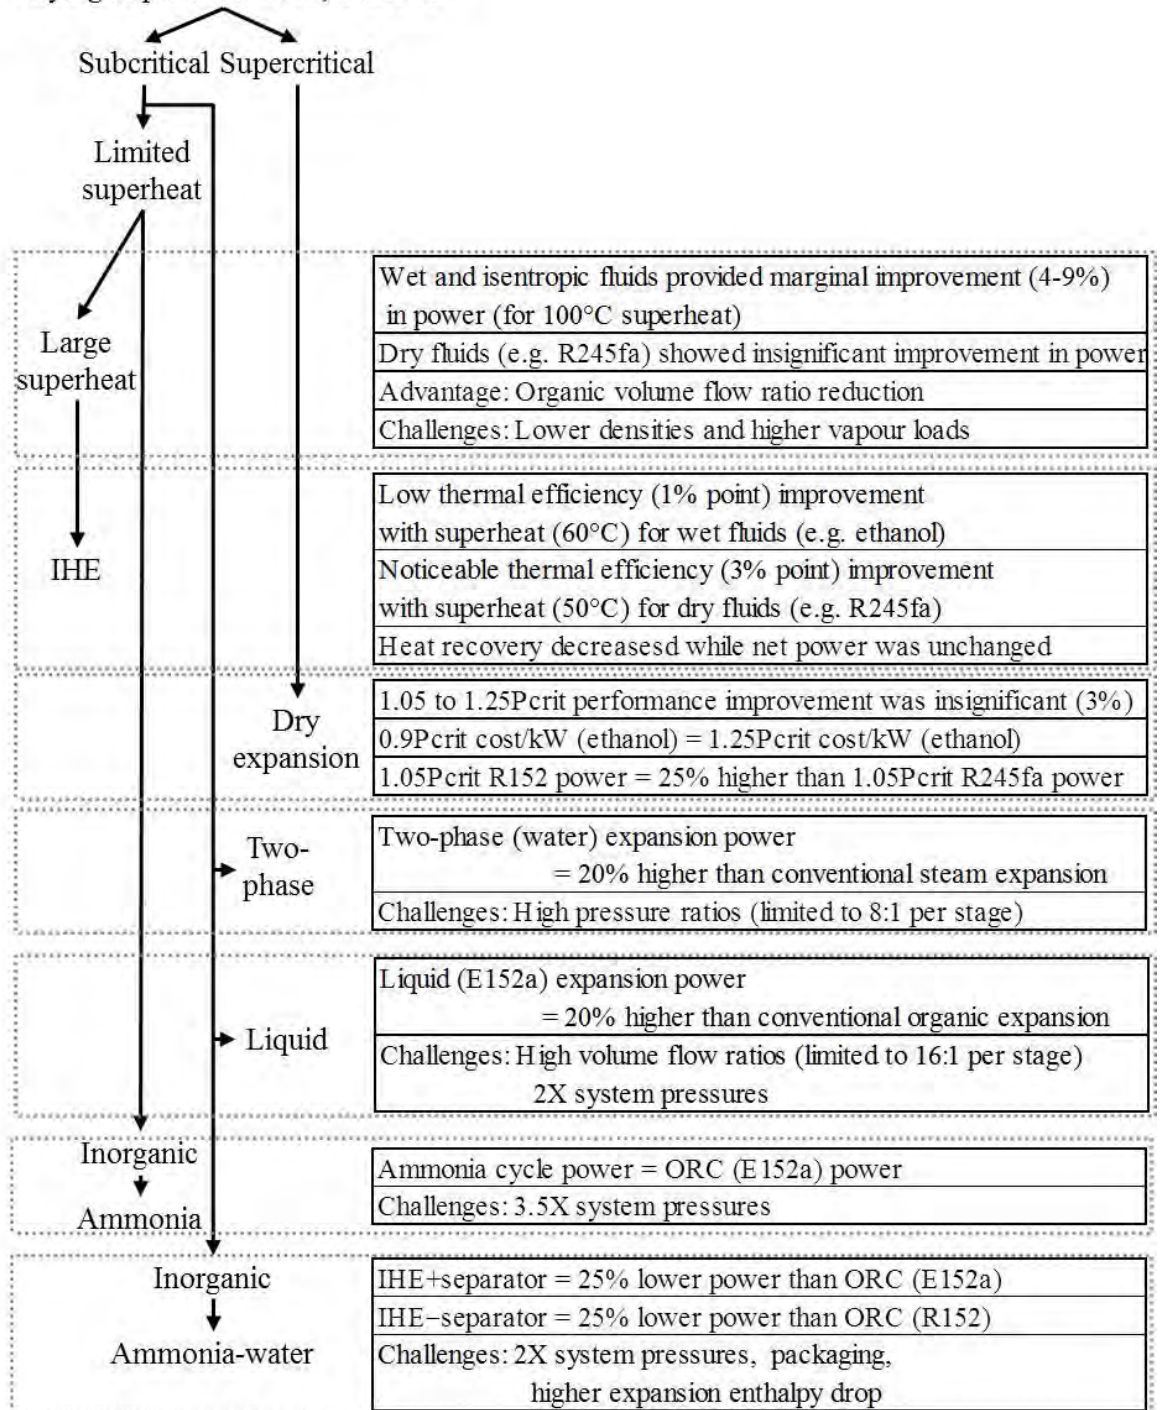 Subcritical Supercritical
Limited
superheat
Large
superheat
Wet and isentropic fluids provided marginal improvement (4-9%)
in power (for 100°C superheat)
Dry fluids (e.g. R245fa) showed insignificant improvement in power
Advantage: Organic volume flow ratio reduction
Challenges: Lower densities and higher vapour loads
IHE
Low thermal efficiency (1% point) improvement
with superheat (60°C) for wet fluids (e.g. ethanol)
Noticeable thermal efficiency (3% point) improvement
with superheat (50°C) for dry fluids (e.g. R245fa)
Heat recovery decreasesd while net power was unchanged
Dry
expansion
1.05 to 1.25Pcrit performance improvement was insignificant (3%)
0.9Pcrit cost/kW (ethanol) = 1.25Pcrit cost/kW (ethanol)
1.05Pcrit R152 power = 25% higher than 1.05Pcrit R245fa power
Two-
phase
Two-phase (water) expansion power
= 20% higher than conventional steam expansion
Challenges: High pressure ratios (limited to 8:1 per stage)
Liquid
Liquid (E152a) expansion power
= 20% higher than conventional organic expansion
Challenges: High volume flow ratios (limited to 16:1 per stage)
2X system pressures
Inorganic
Ammonia
Ammonia cycle power = ORC (E152a) power
Challenges: 3.5X system pressures
Inorganic
Ammonia-water
IHE+separator = 25% lower power than ORC (E152a)
IHE−separator = 25% lower power than ORC (R152)
Challenges: 2X system pressures, packaging,
higher expansion enthalpy drop